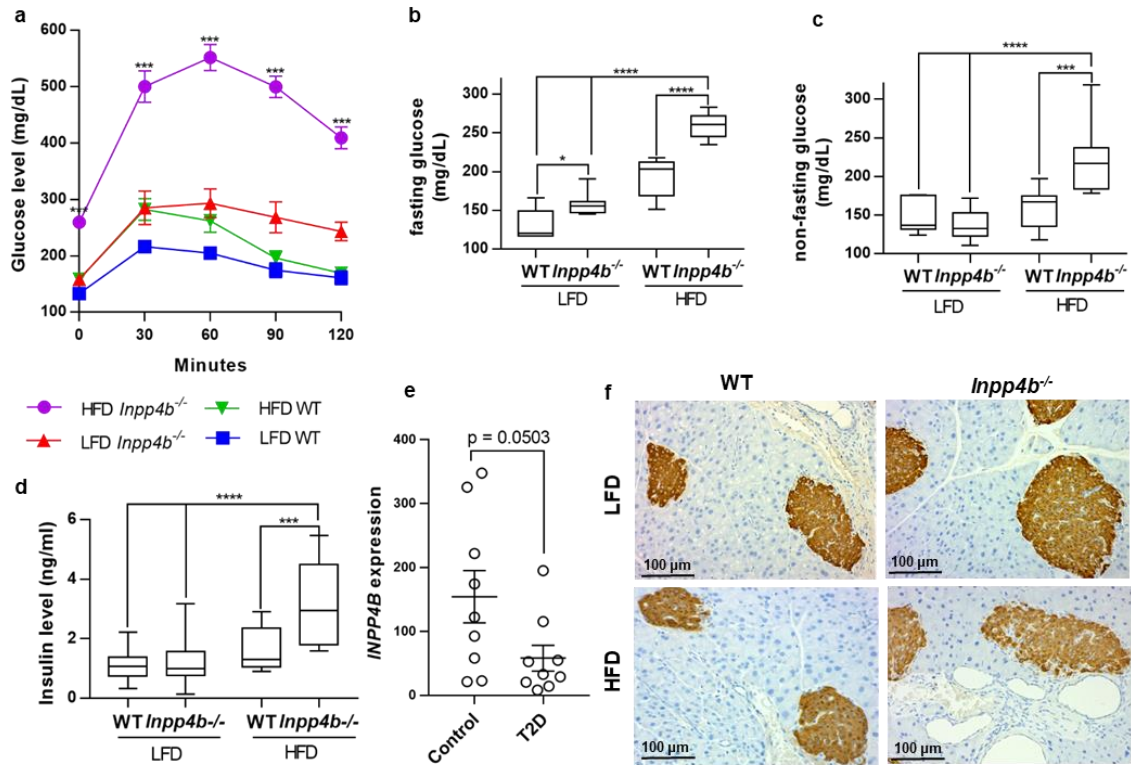 a
Glucose level (mg/dL)
600
500
400
300
200
100
***
***
***
***
***
0 30 60 90 120
Minutes
HFD Inpp4b-/-
HFD WT
LFD Inpp4b-/-
LFD WT
b
fasting glucose
(mg/dL)
300
250
200
150
100
****
****
*
WT Inpp4b-/- WT Inpp4b-/-
LFD HFD
c
non-fasting glucose
(mg/dL)
300
250
200
150
100
****
***
WT Inpp4b-/- WT Inpp4b-/-
LFD HFD
d
Insulin level (ng/ml)
6
4
2
0
****
***
WT Inpp4b-/- WT Inpp4b-/-
LFD HFD
e
INPP4B expression
400
300
200
100
0
p = 0.0503
Control T2D
f
WT Inpp4b-/-
LFD
100 µm 100 µm
HFD
100 µm 100 µm